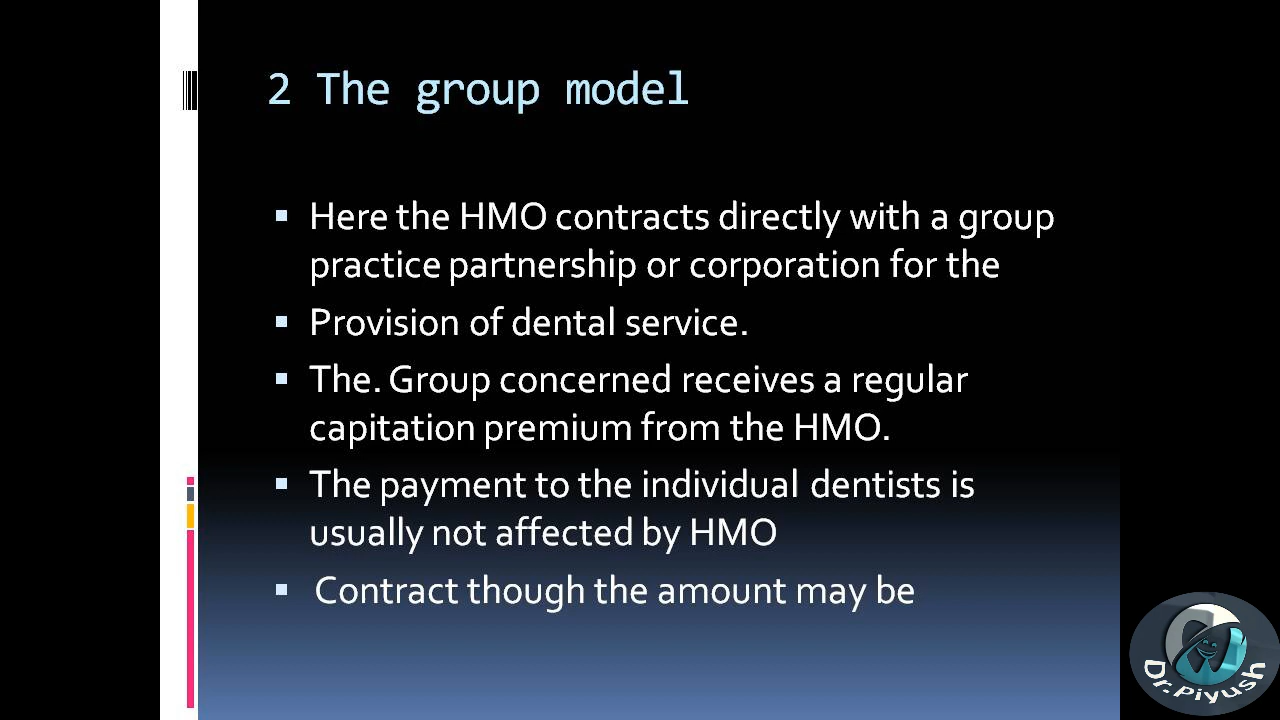 2 The group model
Here the HMO contracts directly with a group
practice partnership or corporation for the
Provision of dental service.
The. Group concerned receives a regular
capitation premium from the HMO.
The payment to the individual dentists is
usually not affected by HMO
Contract though the amount may be
Dr.Piyush